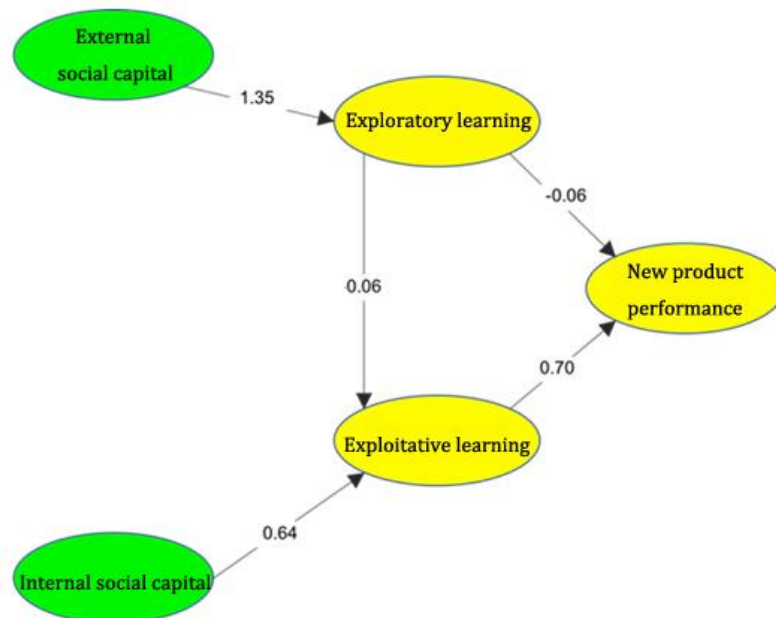 External
social capital
1.35
Exploratory learning
-0.06
New product
performance
0.06
0.70
Exploitative learning
0.64
Internal social capital